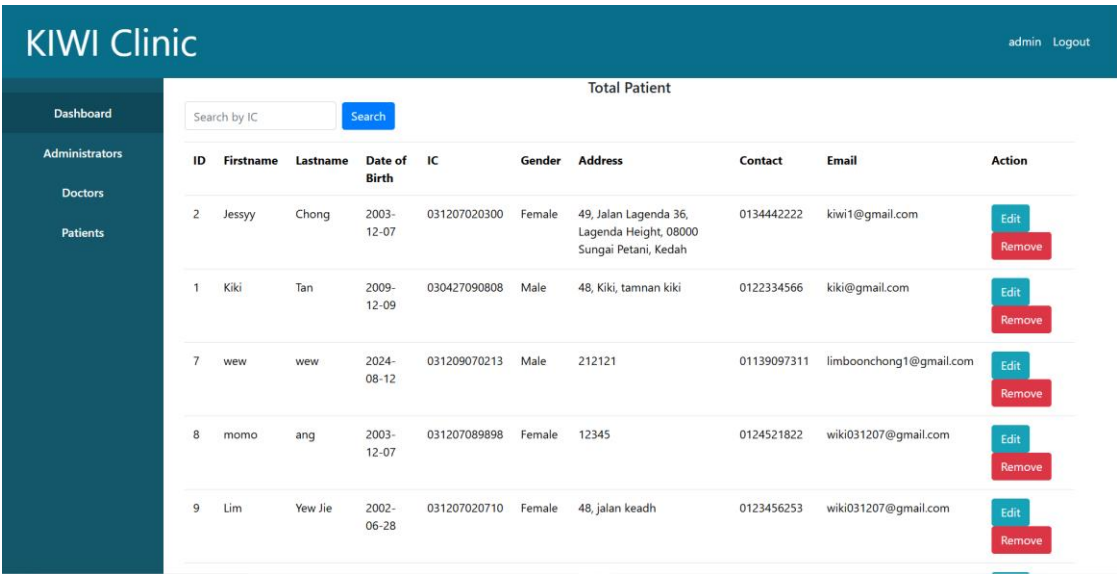 KIWI Clinic
admin Logout
Dashboard
Administrators
Doctors
Patients
Total Patient
Search by IC Search
ID Firstname Lastname Date of IC Gender Address Contact Email Action
Birth
2 Jessyy Chong 2003- 031207020300 Female 49, Jalan Lagenda 36, 0134442222 kiwi1@gmail.com Edit
12-07 Lagenda Height, 08000
Sungai Petani, Kedah Remove
1 Kiki Tan 2009- 030427090808 Male 48, Kiki, tamnan kiki 0122334566 kiki@gmail.com Edit
12-09 Remove
7 wew wew 2024- 031209070213 Male 212121 01139097311 limboonchong1@gmail.com Edit
08-12 Remove
8 momo ang 2003- 031207089898 Female 12345 0124521822 wiki031207@gmail.com Edit
12-07 Remove
9 Lim Yew Jie 2002- 031207020710 Female 48, jalan keadh 0123456253 wiki031207@gmail.com Edit
06-28 Remove